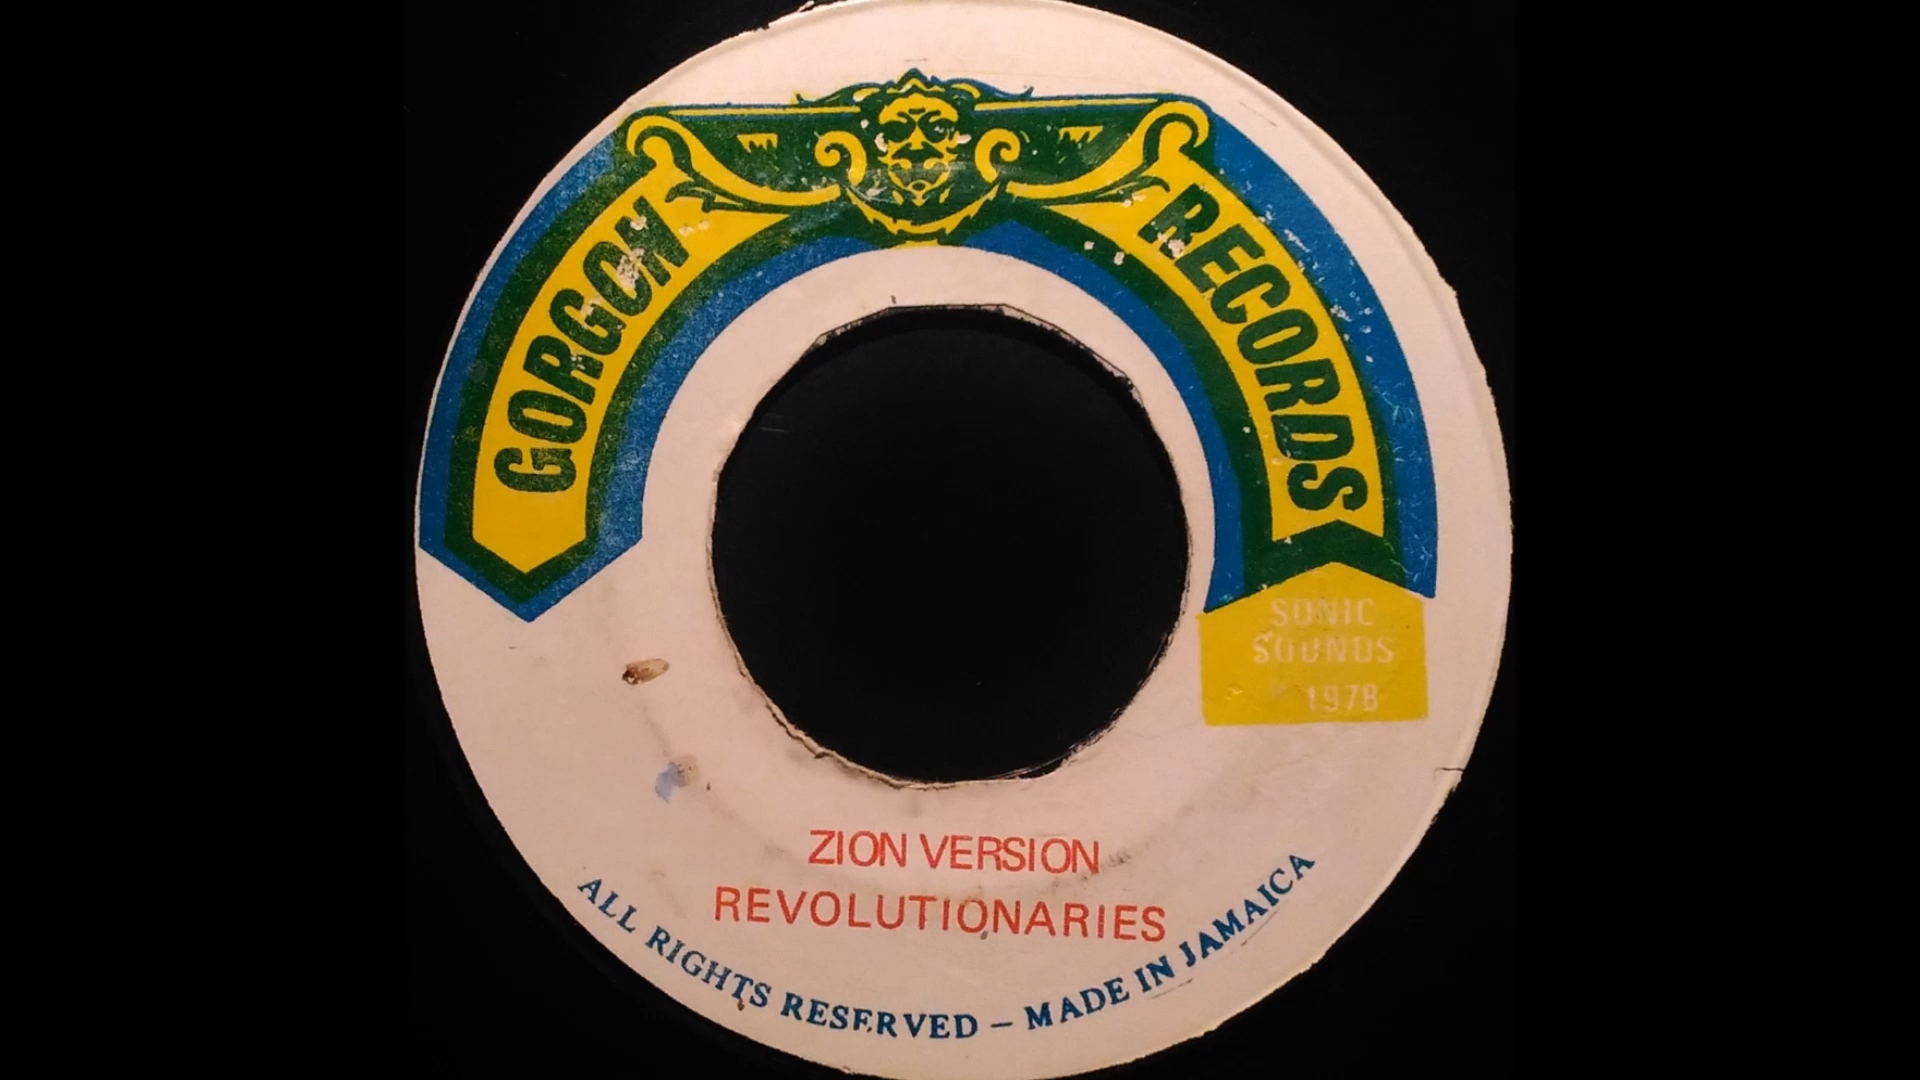 GORGON RECORDS
SONIC
SOUNDS
1978
ZION VERSION
REVOLUTIONARIES
ALL RIGHTS RESERVED – MADE IN JAMAICA